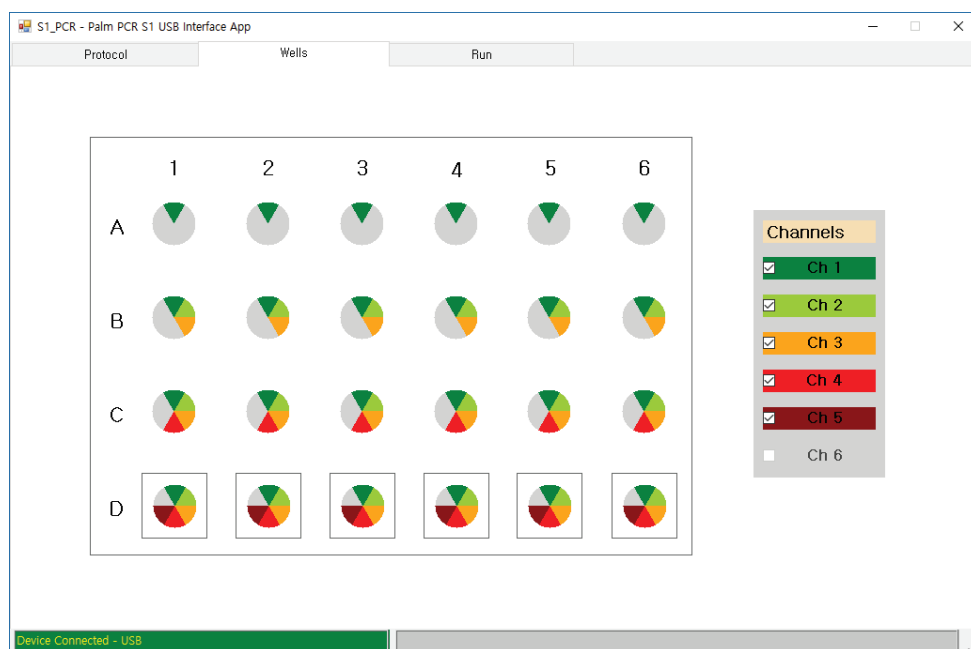 S1_PCR - Palm PCR S1 USB Interface App
Protocol Wells Run
1 2 3 4 5 6
A
B
C
D
Channels
Ch 1
Ch 2
Ch 3
Ch 4
Ch 5
Ch 6
Device Connected - USB